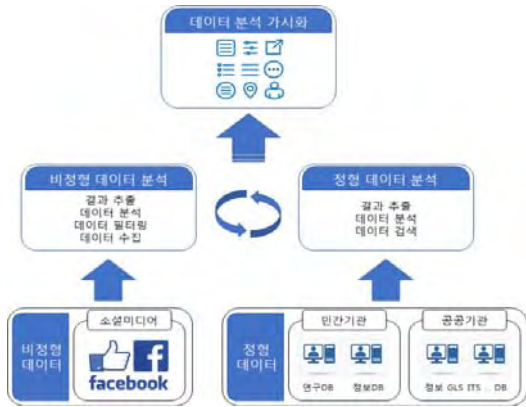 데이터 분석 가시화
비정형 데이터 분석
결과 추출
데이터 분석
데이터 필터링
데이터 수집
정형 데이터 분석
결과 추출
데이터 분석
데이터 검색
비정형
데이터
소셜미디어
facebook
정형
데이터
민간기관
연구DB 정보DB
공공기관
정보 GLS ITS .. DB